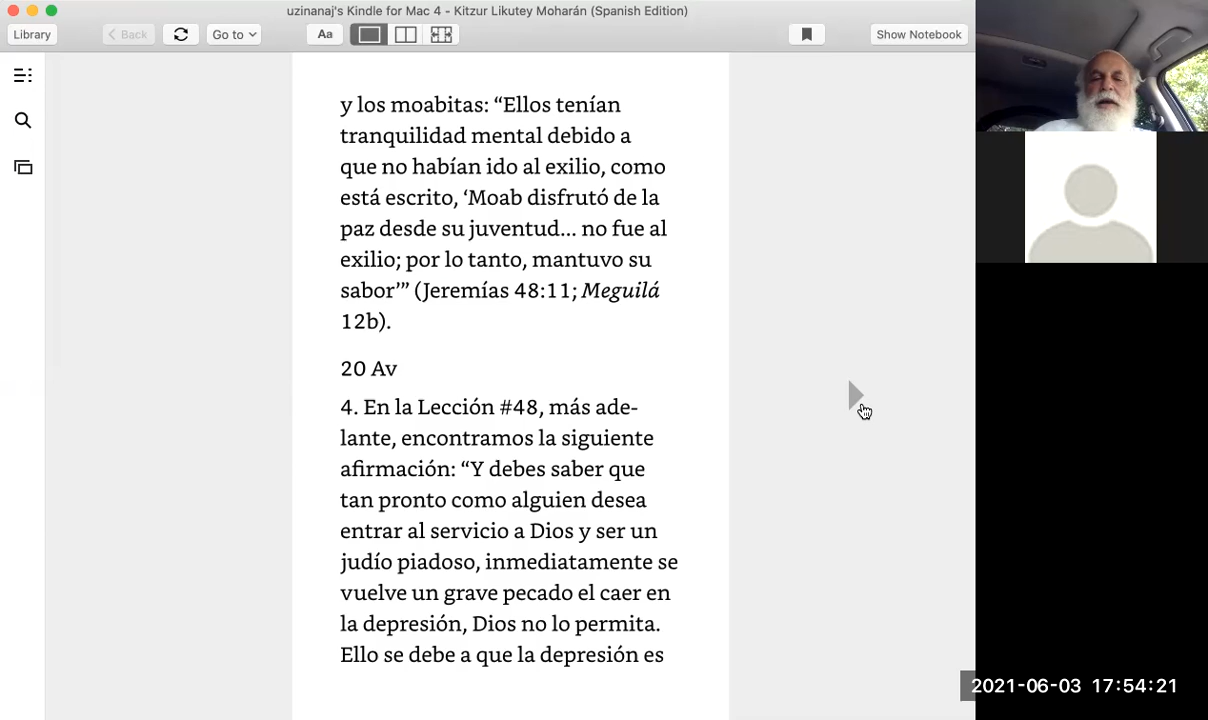 uzinanaj's Kindle for Mac 4 - Kitzur Likutey Moharán (Spanish Edition)
Library
Back
Go to
Aa
Show Notebook
y los moabitas: “Ellos tenían
tranquilidad mental debido a
que no habían ido al exilio, como
está escrito, ‘Moab disfrutó de la
paz desde su juventud... no fue al
exilio; por lo tanto, mantuvo su
sabor’” (Jeremías 48:11; Meguilá
12b).
20 Av
4. En la Lección #48, más ade-
lante, encontramos la siguiente
afirmación: “Y debes saber que
tan pronto como alguien desea
entrar al servicio a Dios y ser un
judío piadoso, inmediatamente se
vuelve un grave pecado el caer en
la depresión, Dios no lo permita.
Ello se debe a que la depresión es
2021-06-03 17:54:21